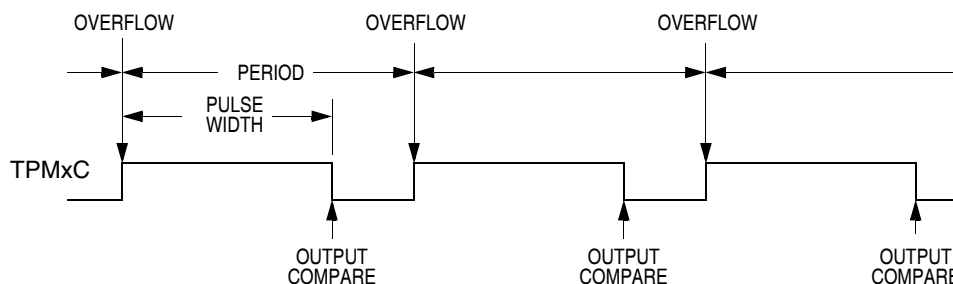 OVERFLOW OVERFLOW OVERFLOW
PERIOD
PULSE
WIDTH
TPMxC
OUTPUT
COMPARE
OUTPUT
COMPARE
OUTPUT
COMPARE